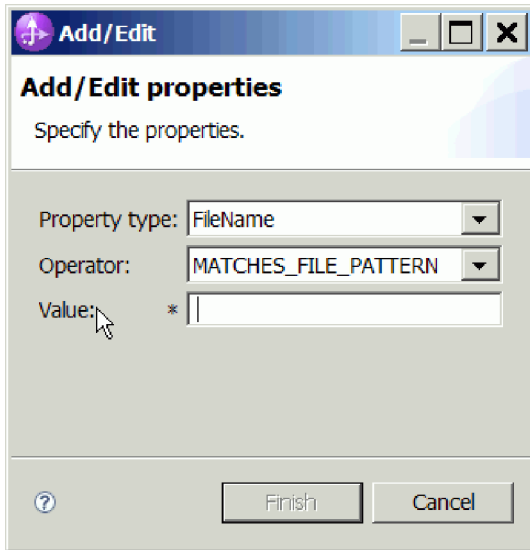 Add/Edit
Add/Edit properties
Specify the properties.
Property type: FileName
Operator: MATCHES_FILE_PATTERN
Value: *
? Finish Cancel